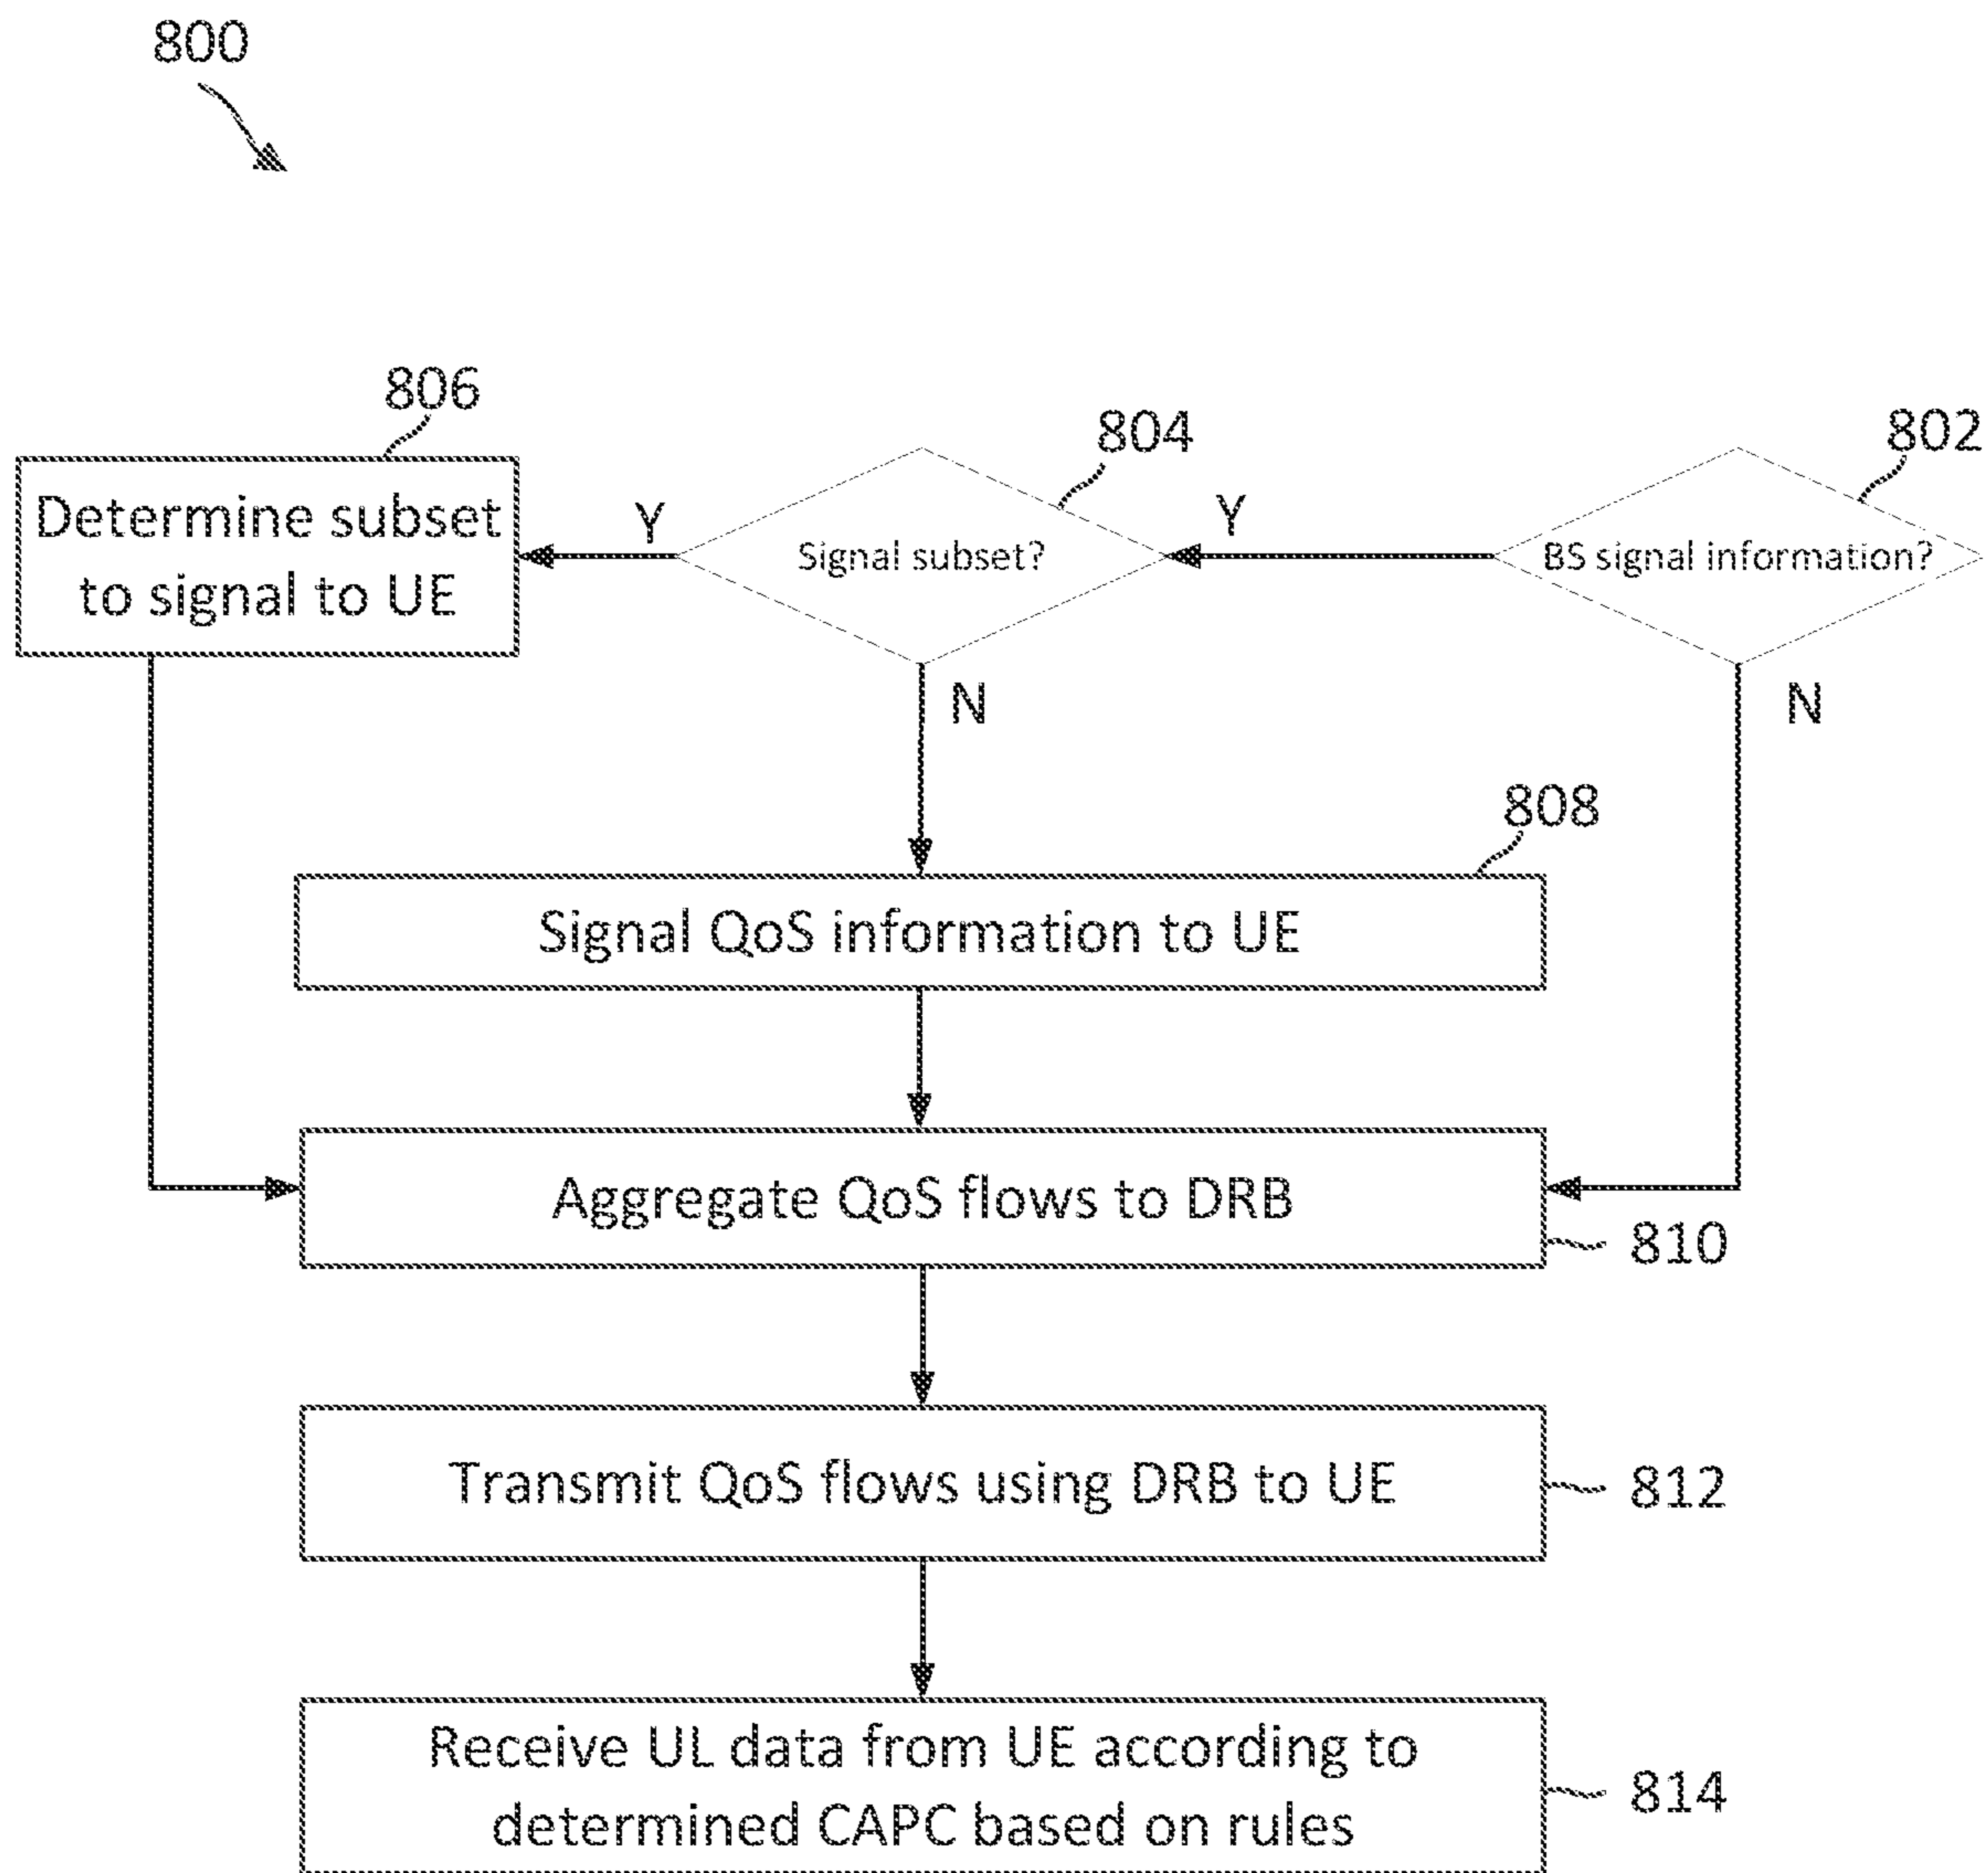 800
806
804
802
Determine subset
to signal to UE
Y
Signal subset?
Y
BS signal information?
N
N
808
Signal QoS information to UE
Aggregate QoS flows to DRB
810
Transmit QoS flows using DRB to UE
812
Receive UL data from UE according to
determined CAPC based on rules
814